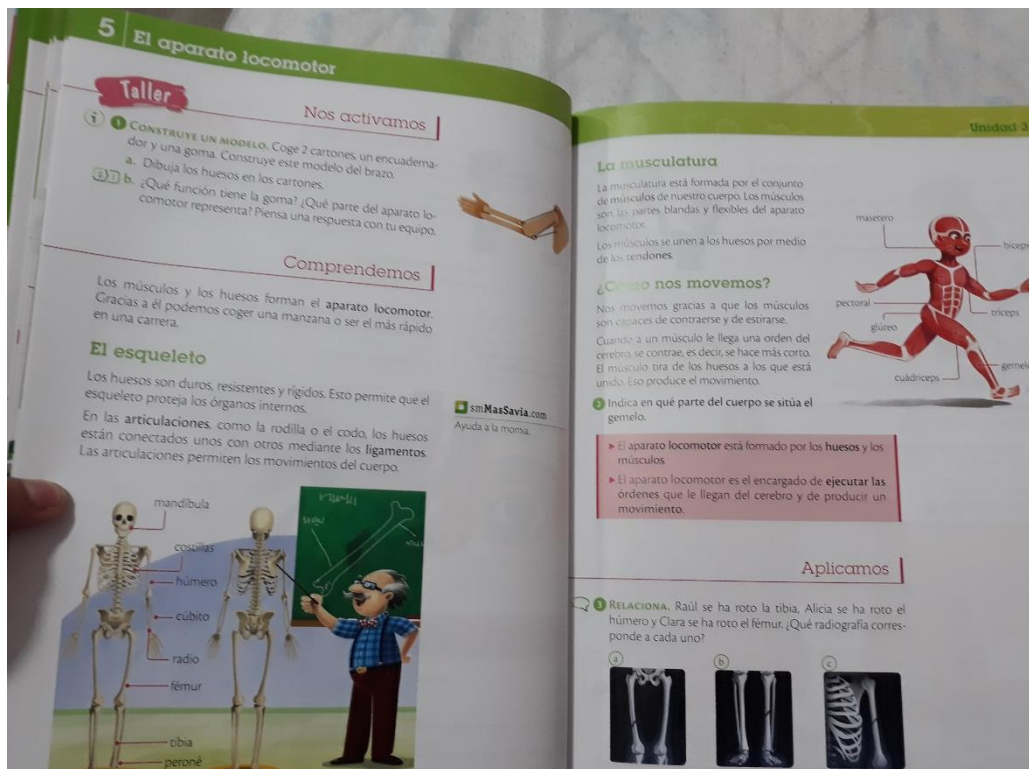 5 El aparato locomotor
Taller
Nos activamos
1 CONSTRUYE UN MODELO. Coge 2 cartones, un encuaderna-
dor y una goma. Construye este modelo del brazo.
a. Dibuja los huesos en los cartones.
b. ¿Qué función tiene la goma? ¿Qué parte del aparato lo-
comotor representa? Piensa una respuesta con tu equipo.
Comprendemos
Los músculos y los huesos forman el aparato locomotor.
Gracias a él podemos coger una manzana o ser el más rápido
en una carrera.
El esqueleto
Los huesos son duros, resistentes y rígidos. Esto permite que el
esqueleto proteja los órganos internos.
En las articulaciones, como la rodilla o el codo, los huesos
están conectados unos con otros mediante los ligamentos.
Las articulaciones permiten los movimientos del cuerpo.
smMasSavia.com
Ayuda a la momia.
mandíbula
costillas
húmero
cúbito
radio
fémur
tibia
peroné
Unidad 3
La musculatura
La musculatura está formada por el conjunto
de músculos de nuestro cuerpo. Los músculos
son las partes blandas y flexibles del aparato
locomotor.
Los músculos se unen a los huesos por medio
de los tendones.
¿Cómo nos movemos?
Nos movemos gracias a que los músculos
son capaces de contraerse y de estirarse.
Cuando a un músculo le llega una orden del
cerebro, se contrae, es decir, se hace más corto.
El músculo tira de los huesos a los que está
unido. Eso produce el movimiento.
2 Indica en qué parte del cuerpo se sitúa el
gemelo.
masetero
bíceps
pectoral
tríceps
glúteo
cuádriceps
gemelo
El aparato locomotor está formado por los huesos y los
músculos.
El aparato locomotor es el encargado de ejecutar las
órdenes que le llegan del cerebro y de producir un
movimiento.
Aplicamos
3 RELACIONA. Raúl se ha roto la tibia, Alicia se ha roto el
húmero y Clara se ha roto el fémur. ¿Qué radiografía corres-
ponde a cada uno?
a
b
c